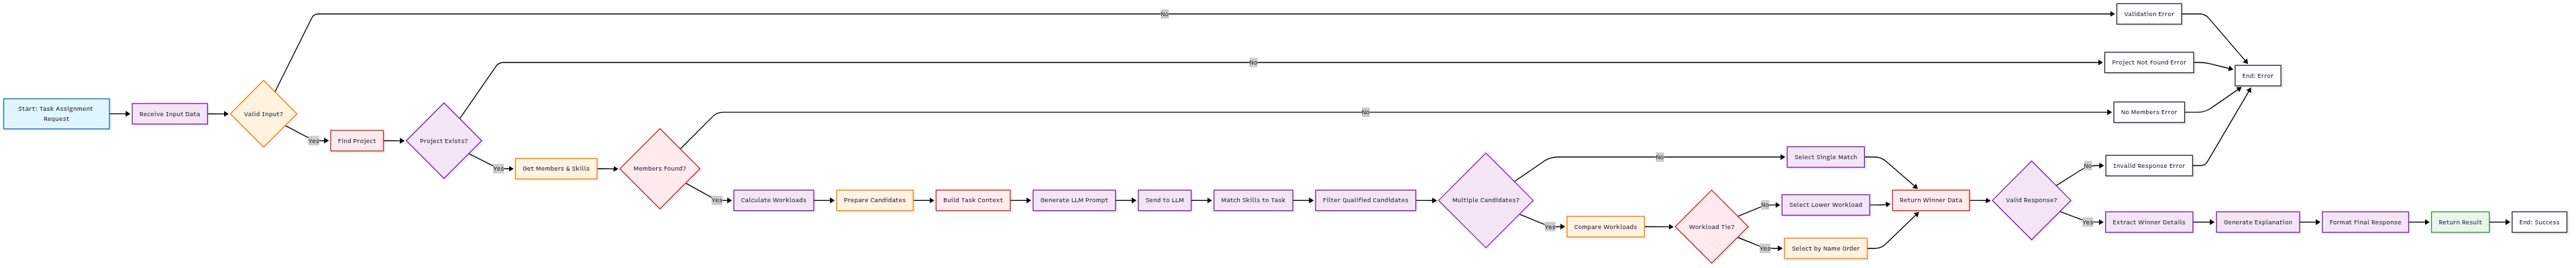 No
Validation Error
No
Project Not Found Error
End: Error
Start: Task Assignment
Request
Receive Input Data
Valid Input?
No
No Members Error
Yes
Find Project
Project Exists?
Yes
Get Members & Skills
Members Found?
No
Select Single Match
No
Invalid Response Error
Yes
Calculate Workloads
Prepare Candidates
Build Task Context
Generate LLM Prompt
Send to LLM
Match Skills to Task
Filter Qualified Candidates
Multiple Candidates?
No
Select Lower Workload
Return Winner Data
Valid Response?
Yes
Compare Workloads
Workload Tie?
Yes
Select by Name Order
Yes
Extract Winner Details
Generate Explanation
Format Final Response
Return Result
End: Success